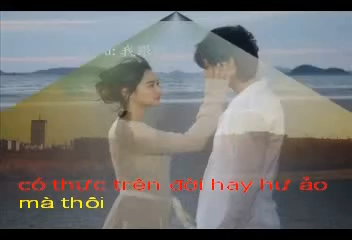 có thực trên đời hay hư ảo
mà thôi